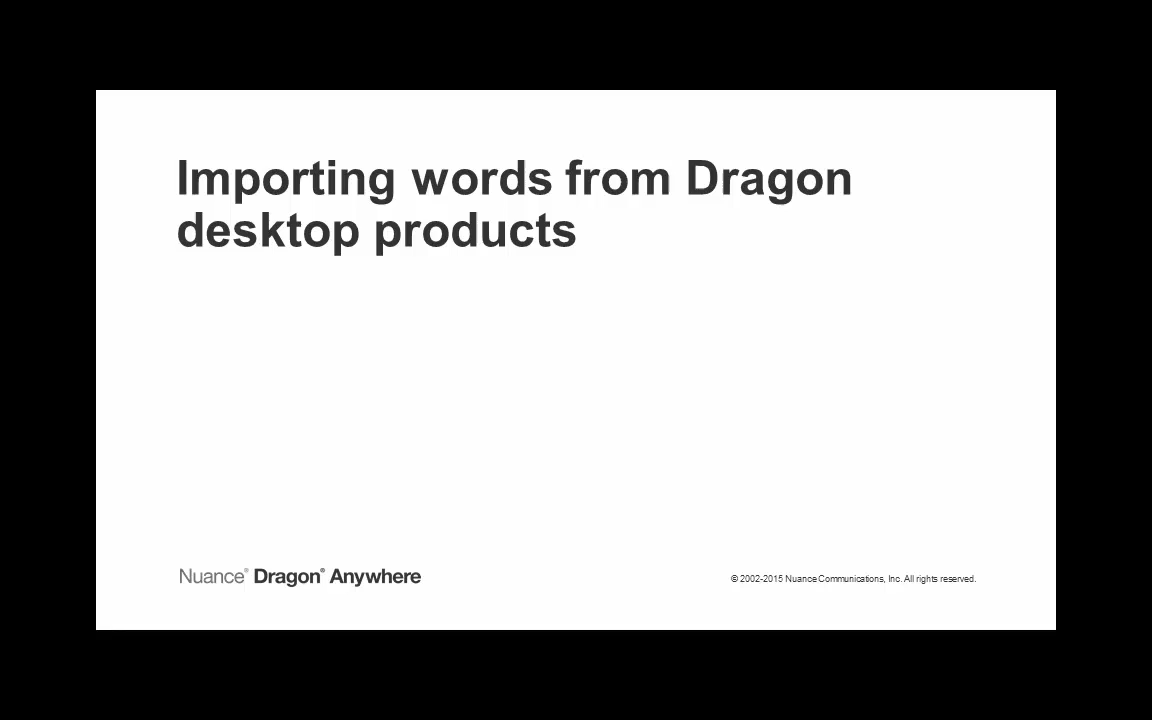 Importing words from Dragon
desktop products
Nuance® Dragon® Anywhere
© 2002-2015 Nuance Communications, Inc. All rights reserved.